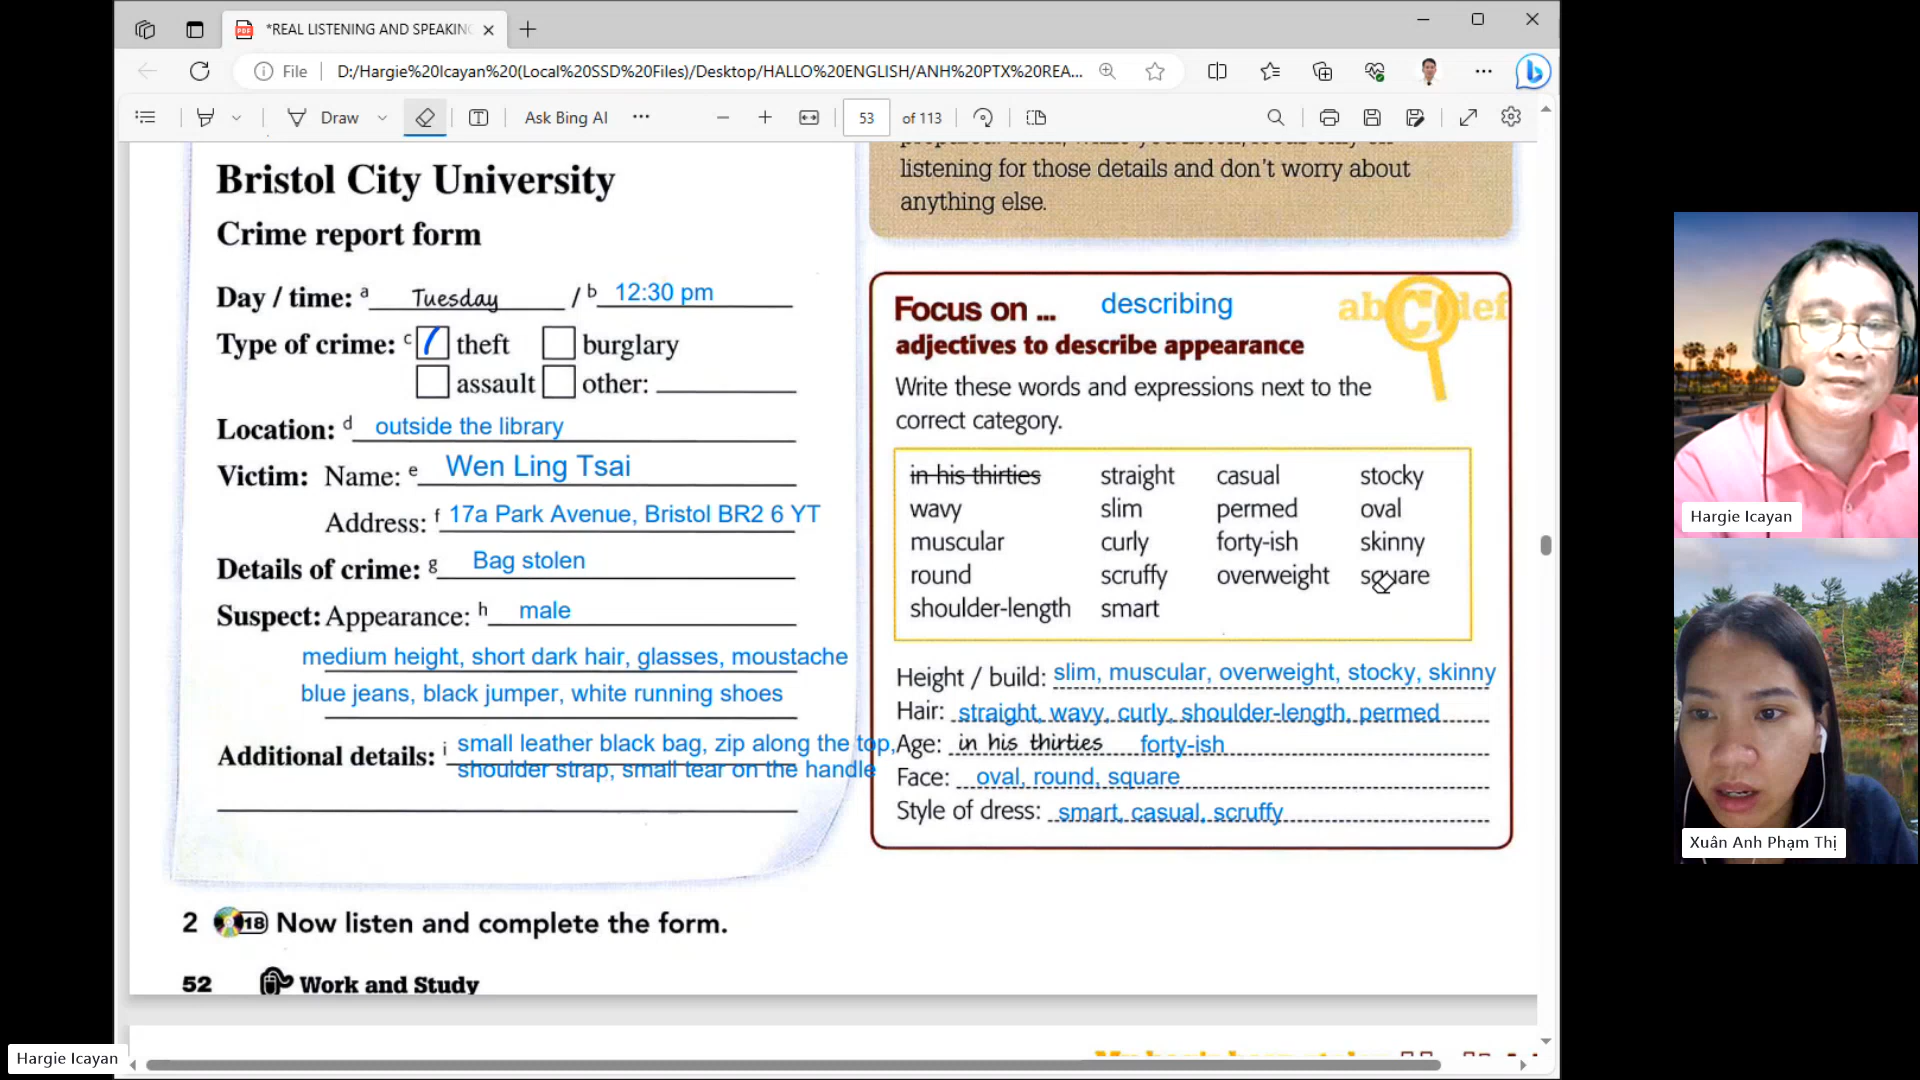 *REAL LISTENING AND SPEAKING
File
D:/Hargie%20Icayan%20(Local%20SSD%20Files)/Desktop/HALLO%20ENGLISH/ANH%20PTX%20REA...
Draw
Ask Bing AI
53
of 113
Bristol City University
Crime report form
Day / time: a Tuesday / b 12:30 pm
Type of crime: c theft burglary
assault other:
Location: d outside the library
Victim: Name: e Wen Ling Tsai
Address: f 17a Park Avenue, Bristol BR2 6 YT
Details of crime: g Bag stolen
Suspect: Appearance: h male
medium height, short dark hair, glasses, moustache
blue jeans, black jumper, white running shoes
Additional details: i small leather black bag, zip along the top,
shoulder strap, small tear on the handle
2 18 Now listen and complete the form.
52 Work and Study
listening for those details and don't worry about
anything else.
Focus on ... describing
abCdef
adjectives to describe appearance
Write these words and expressions next to the
correct category.
in his thirties straight casual stocky
wavy slim permed oval
muscular curly forty-ish skinny
round scruffy overweight square
shoulder-length smart
Height / build: slim, muscular, overweight, stocky, skinny
Hair: straight, wavy, curly, shoulder-length, permed
Age: in his thirties forty-ish
Face: oval, round, square
Style of dress: smart, casual, scruffy
Hargie Icayan
Xuân Anh Phạm Thị
Hargie Icayan